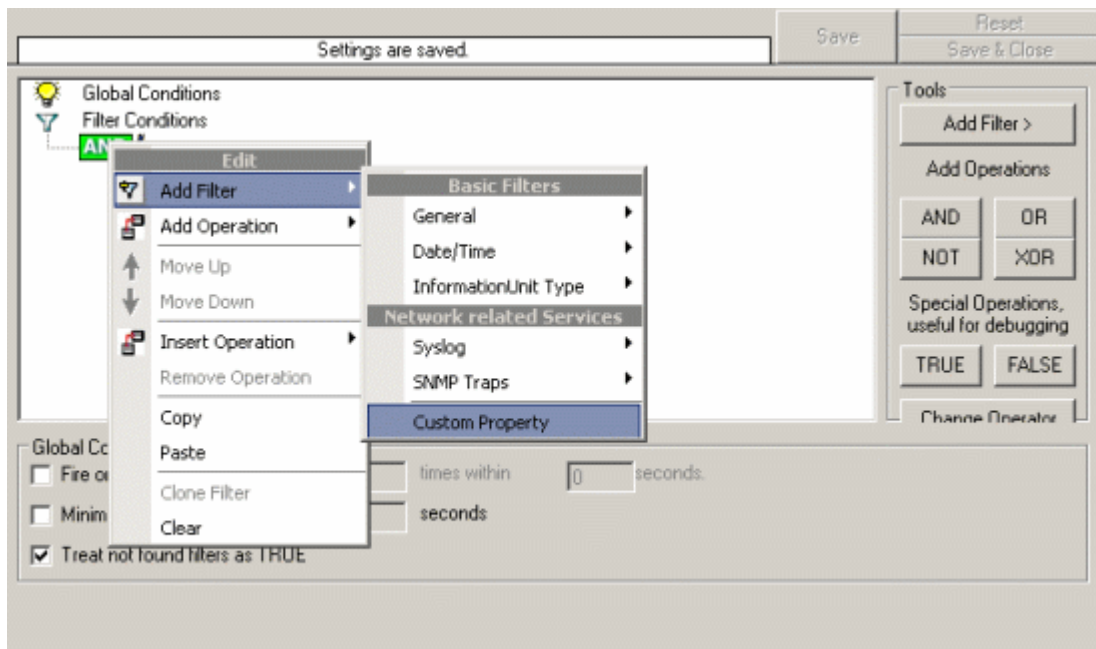 Settings are saved.
Save
Reset
Save & Close
Global Conditions
Filter Conditions
AND
Edit
Add Filter
Add Operation
Move Up
Move Down
Insert Operation
Remove Operation
Copy
Paste
Clone Filter
Clear
Basic Filters
General
Date/Time
InformationUnit Type
Network related Services
Syslog
SNMP Traps
Custom Property
Tools
Add Filter >
Add Operations
AND OR
NOT XOR
Special Operations,
useful for debugging
TRUE FALSE
Change Operator
Global
Fire times within 0 seconds.
seconds
Treat not found filters as TRUE